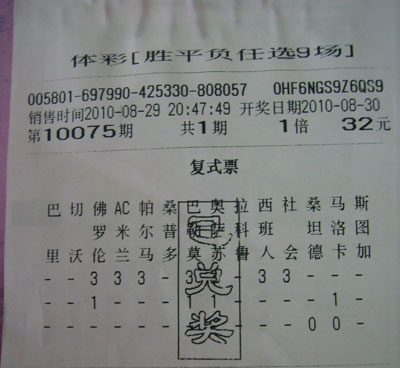 体彩[胜平负任选9场]
005801-697990-425330-808057 0HF6NGS9Z6QS9
销售时间2010-08-29 20:47:49 开奖日期2010-08-30
第10075期 共1期 1倍 32元
复式票
巴 切 佛 AC 帕 桑 巴 奥 拉 西 社 桑 马 斯
罗 米 尔 普 勒 萨 科 班 坦 洛 图
里 沃 伦 兰 马 多 莫 苏 鲁 人 会 德 卡 加
- - 3 3 3 - 3 - 3 3 - - -
- - 1 - - - 1 - - - - 1 -
- - - - - - - - - 0 0 -
已兑奖